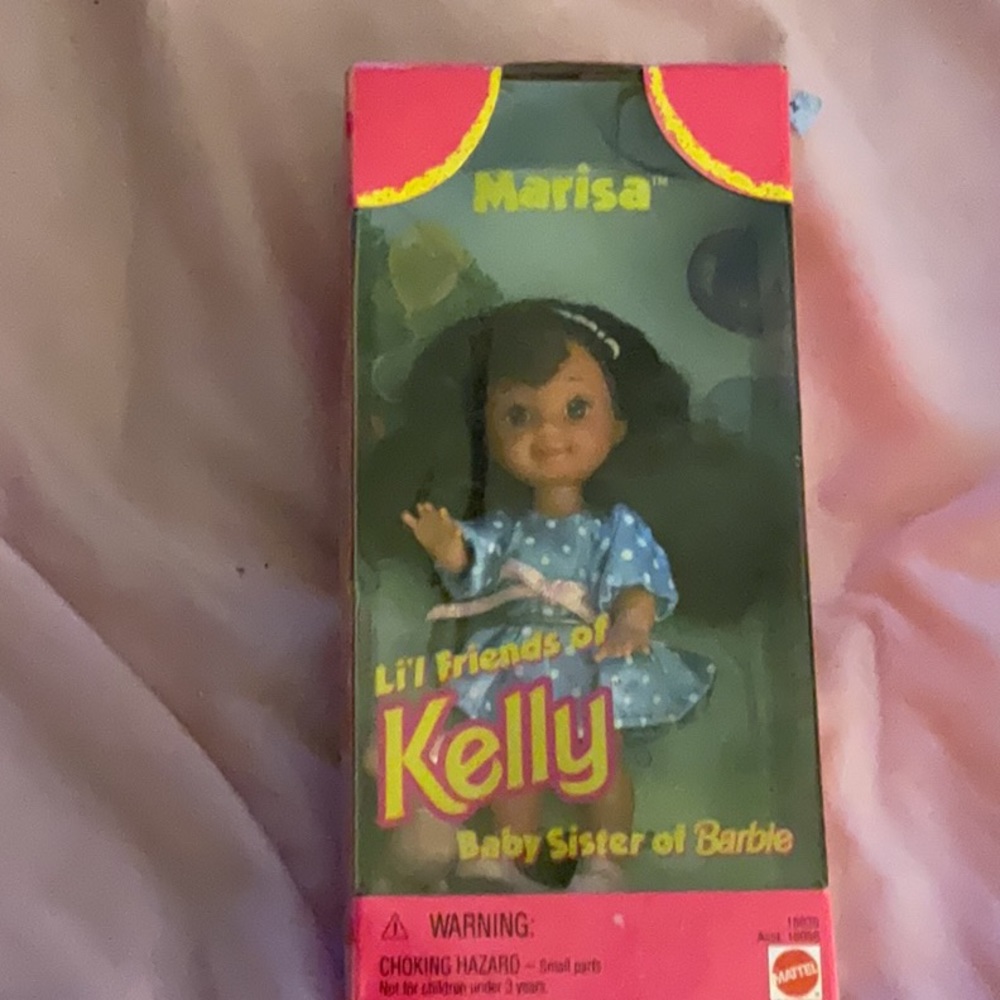 Marisa™
Li'l Friends of
Kelly
Baby Sister of Barbie
⚠ WARNING:
CHOKING HAZARD – Small parts
Not for children under 3 years.
Asst.
MATTEL